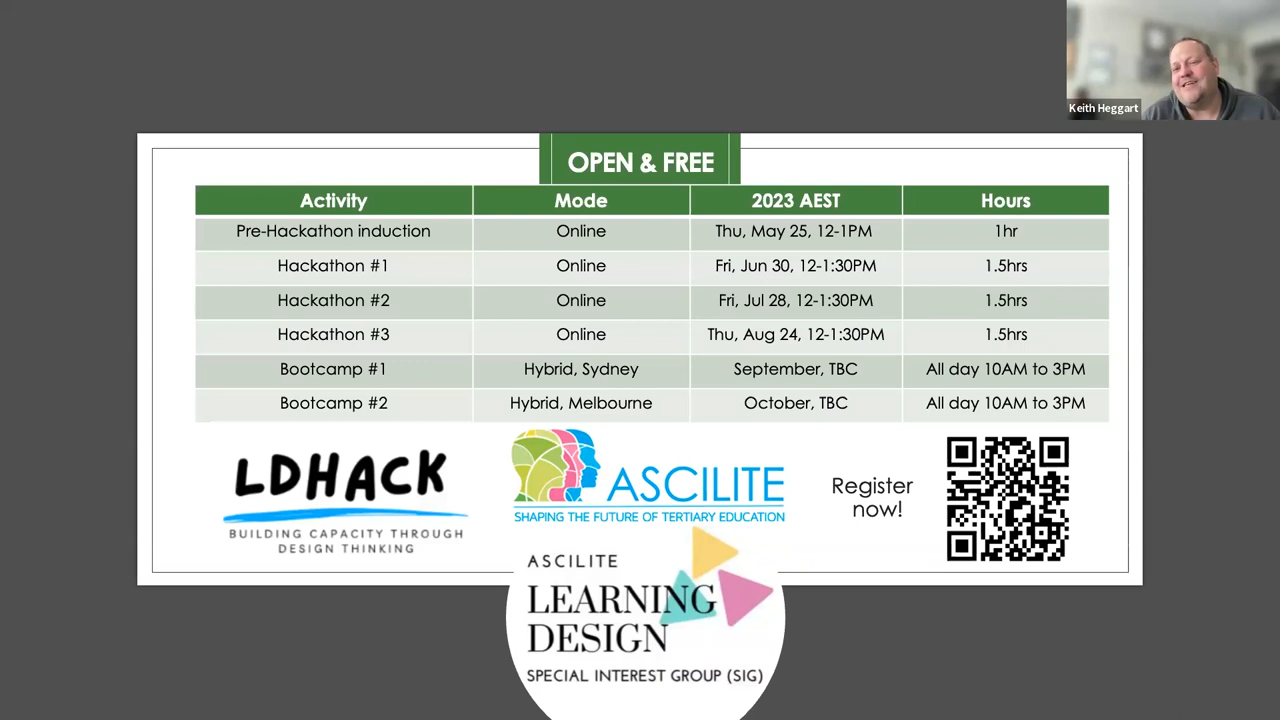 Keith Heggart
OPEN & FREE
Activity Mode 2023 AEST Hours
Pre-Hackathon induction Online Thu, May 25, 12-1PM 1hr
Hackathon #1 Online Fri, Jun 30, 12-1:30PM 1.5hrs
Hackathon #2 Online Fri, Jul 28, 12-1:30PM 1.5hrs
Hackathon #3 Online Thu, Aug 24, 12-1:30PM 1.5hrs
Bootcamp #1 Hybrid, Sydney September, TBC All day 10AM to 3PM
Bootcamp #2 Hybrid, Melbourne October, TBC All day 10AM to 3PM
LDHACK
BUILDING CAPACITY THROUGH
DESIGN THINKING
ASCILITE
SHAPING THE FUTURE OF TERTIARY EDUCATION
Register
now!
ASCILITE
LEARNING
DESIGN
SPECIAL INTEREST GROUP (SIG)